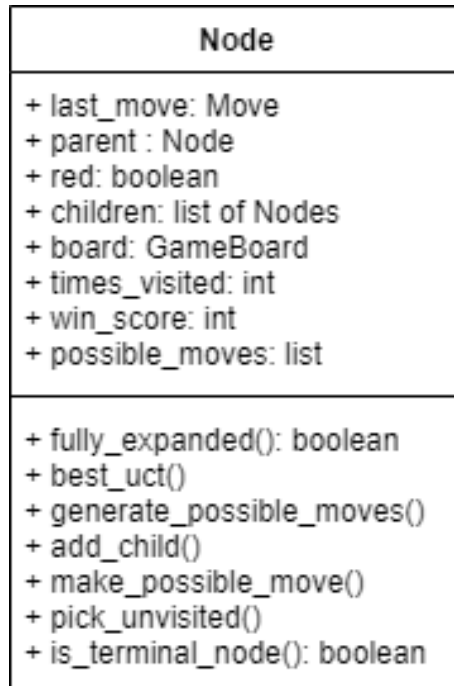 Node
+ last_move: Move
+ parent : Node
+ red: boolean
+ children: list of Nodes
+ board: GameBoard
+ times_visited: int
+ win_score: int
+ possible_moves: list
+ fully_expanded(): boolean
+ best_uct()
+ generate_possible_moves()
+ add_child()
+ make_possible_move()
+ pick_unvisited()
+ is_terminal_node(): boolean